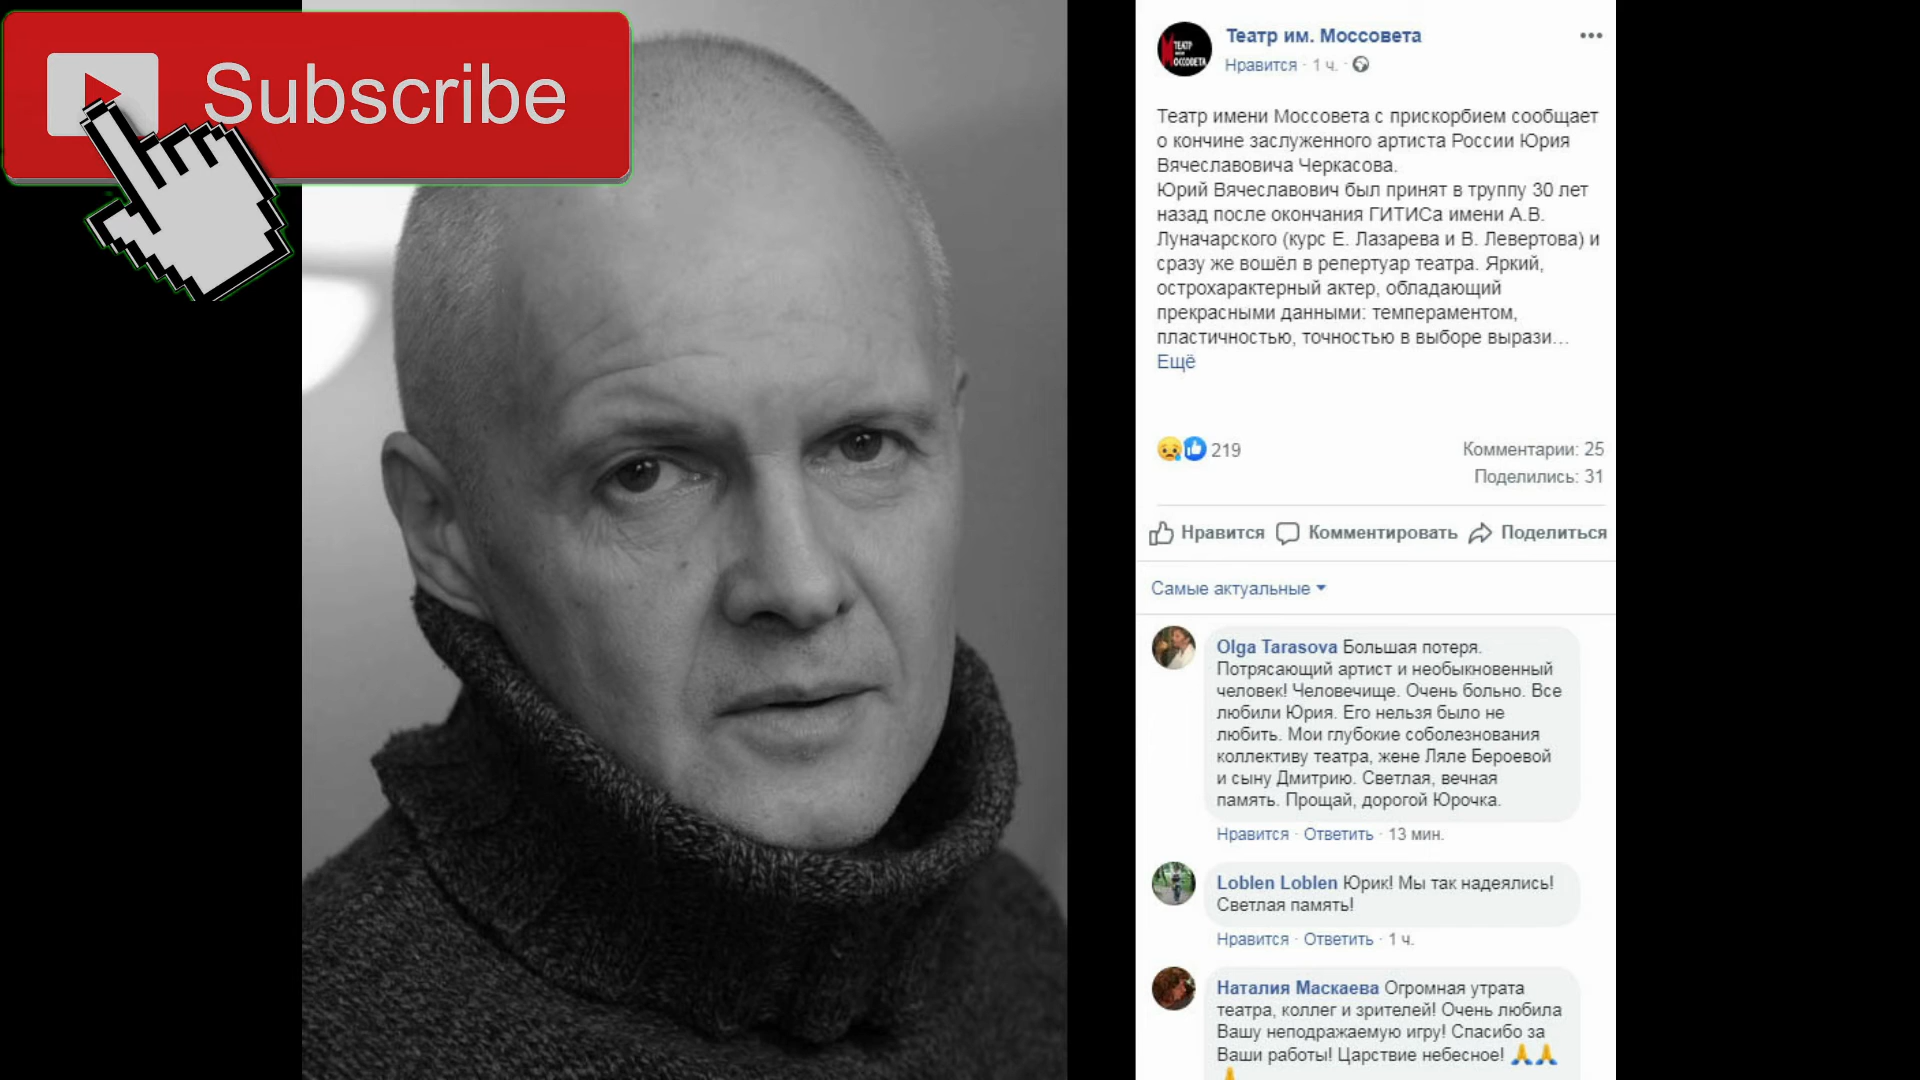 Subscribe
ТЕАТР
МОССОВЕТА
Театр им. Моссовета
Нравится · 1 ч. ·
Театр имени Моссовета с прискорбием сообщает
о кончине заслуженного артиста России Юрия
Вячеславовича Черкасова.
Юрий Вячеславович был принят в труппу 30 лет
назад после окончания ГИТИСа имени А.В.
Луначарского (курс Е. Лазарева и В. Левертова) и
сразу же вошёл в репертуар театра. Яркий,
острохарактерный актер, обладающий
прекрасными данными: темпераментом,
пластичностью, точностью в выборе вырази...
Ещё
219
Комментарии: 25
Поделились: 31
Нравится Комментировать Поделиться
Самые актуальные
Olga Tarasova Большая потеря.
Потрясающий артист и необыкновенный
человек! Человечище. Очень больно. Все
любили Юрия. Его нельзя было не
любить. Мои глубокие соболезнования
коллективу театра, жене Ляле Бероевой
и сыну Дмитрию. Светлая, вечная
память. Прощай, дорогой Юрочка.
Нравится · Ответить · 13 мин.
Loblen Loblen Юрик! Мы так надеялись!
Светлая память!
Нравится · Ответить · 1 ч.
Наталия Маскаева Огромная утрата
театра, коллег и зрителей! Очень любила
Вашу неподражаемую игру! Спасибо за
Ваши работы! Царствие небесное! 🙏🙏
🙏